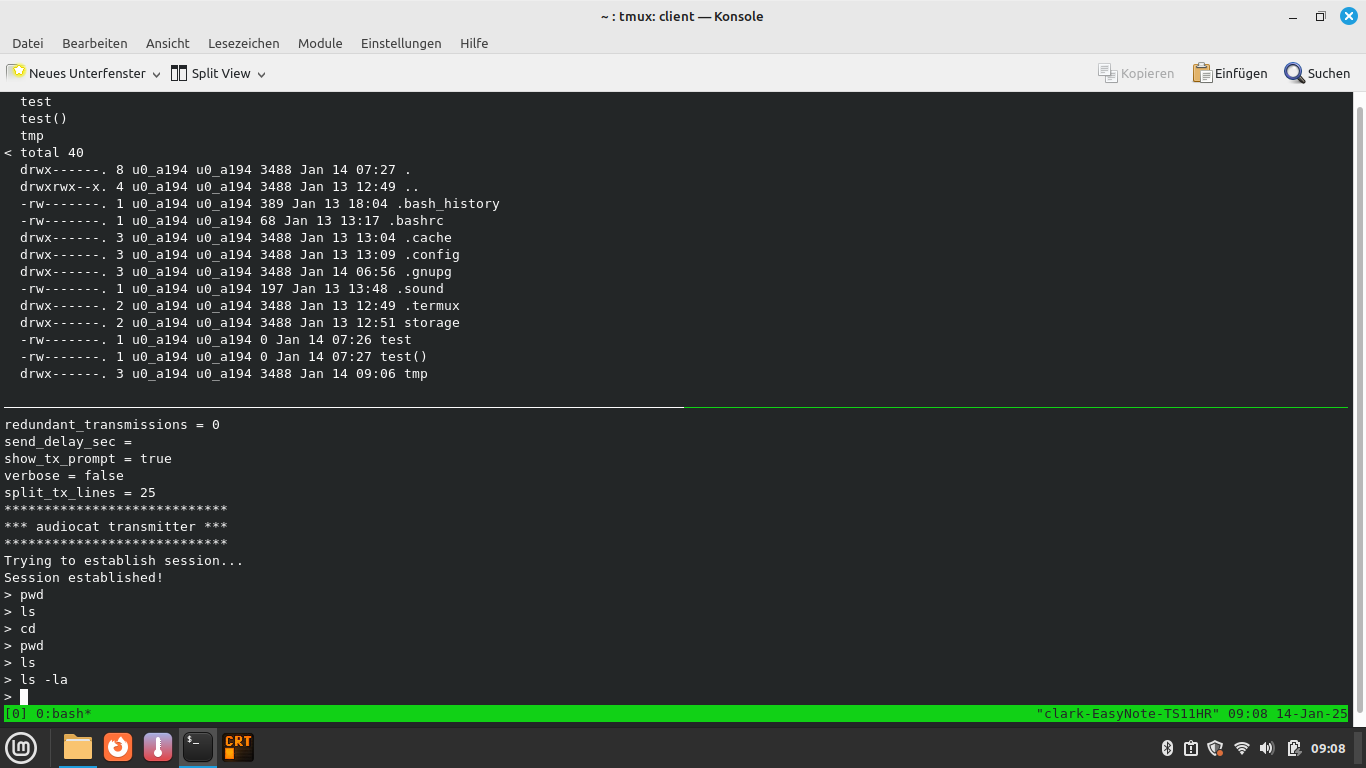 ~ : tmux: client — Konsole
Datei Bearbeiten Ansicht Lesezeichen Module Einstellungen Hilfe
Neues Unterfenster Split View Kopieren Einfügen Suchen
test
test()
tmp
< total 40
drwx------. 8 u0_a194 u0_a194 3488 Jan 14 07:27 .
drwxrwx--x. 4 u0_a194 u0_a194 3488 Jan 13 12:49 ..
-rw-------. 1 u0_a194 u0_a194 389 Jan 13 18:04 .bash_history
-rw-------. 1 u0_a194 u0_a194 68 Jan 13 13:17 .bashrc
drwx------. 3 u0_a194 u0_a194 3488 Jan 13 13:04 .cache
drwx------. 3 u0_a194 u0_a194 3488 Jan 13 13:09 .config
drwx------. 3 u0_a194 u0_a194 3488 Jan 14 06:56 .gnupg
-rw-------. 1 u0_a194 u0_a194 197 Jan 13 13:48 .sound
drwx------. 2 u0_a194 u0_a194 3488 Jan 13 12:49 .termux
drwx------. 2 u0_a194 u0_a194 3488 Jan 13 12:51 storage
-rw-------. 1 u0_a194 u0_a194 0 Jan 14 07:26 test
-rw-------. 1 u0_a194 u0_a194 0 Jan 14 07:27 test()
drwx------. 3 u0_a194 u0_a194 3488 Jan 14 09:06 tmp
redundant_transmissions = 0
send_delay_sec =
show_tx_prompt = true
verbose = false
split_tx_lines = 25
****************************
*** audiocat transmitter ***
****************************
Trying to establish session...
Session established!
> pwd
> ls
> cd
> pwd
> ls
> ls -la
>
[0] 0:bash* "clark-EasyNote-TS11HR" 09:08 14-Jan-25
CRT
09:08